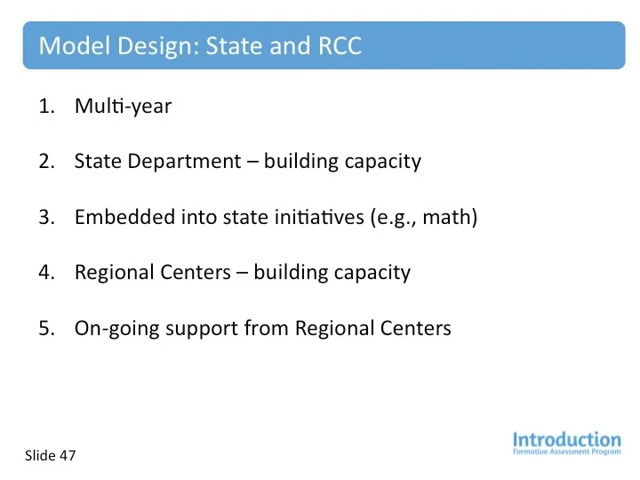 Model Design: State and RCC
1. Multi-year
2. State Department – building capacity
3. Embedded into state initiatives (e.g., math)
4. Regional Centers – building capacity
5. On-going support from Regional Centers
Introduction
Formative Assessment Program
Slide 47